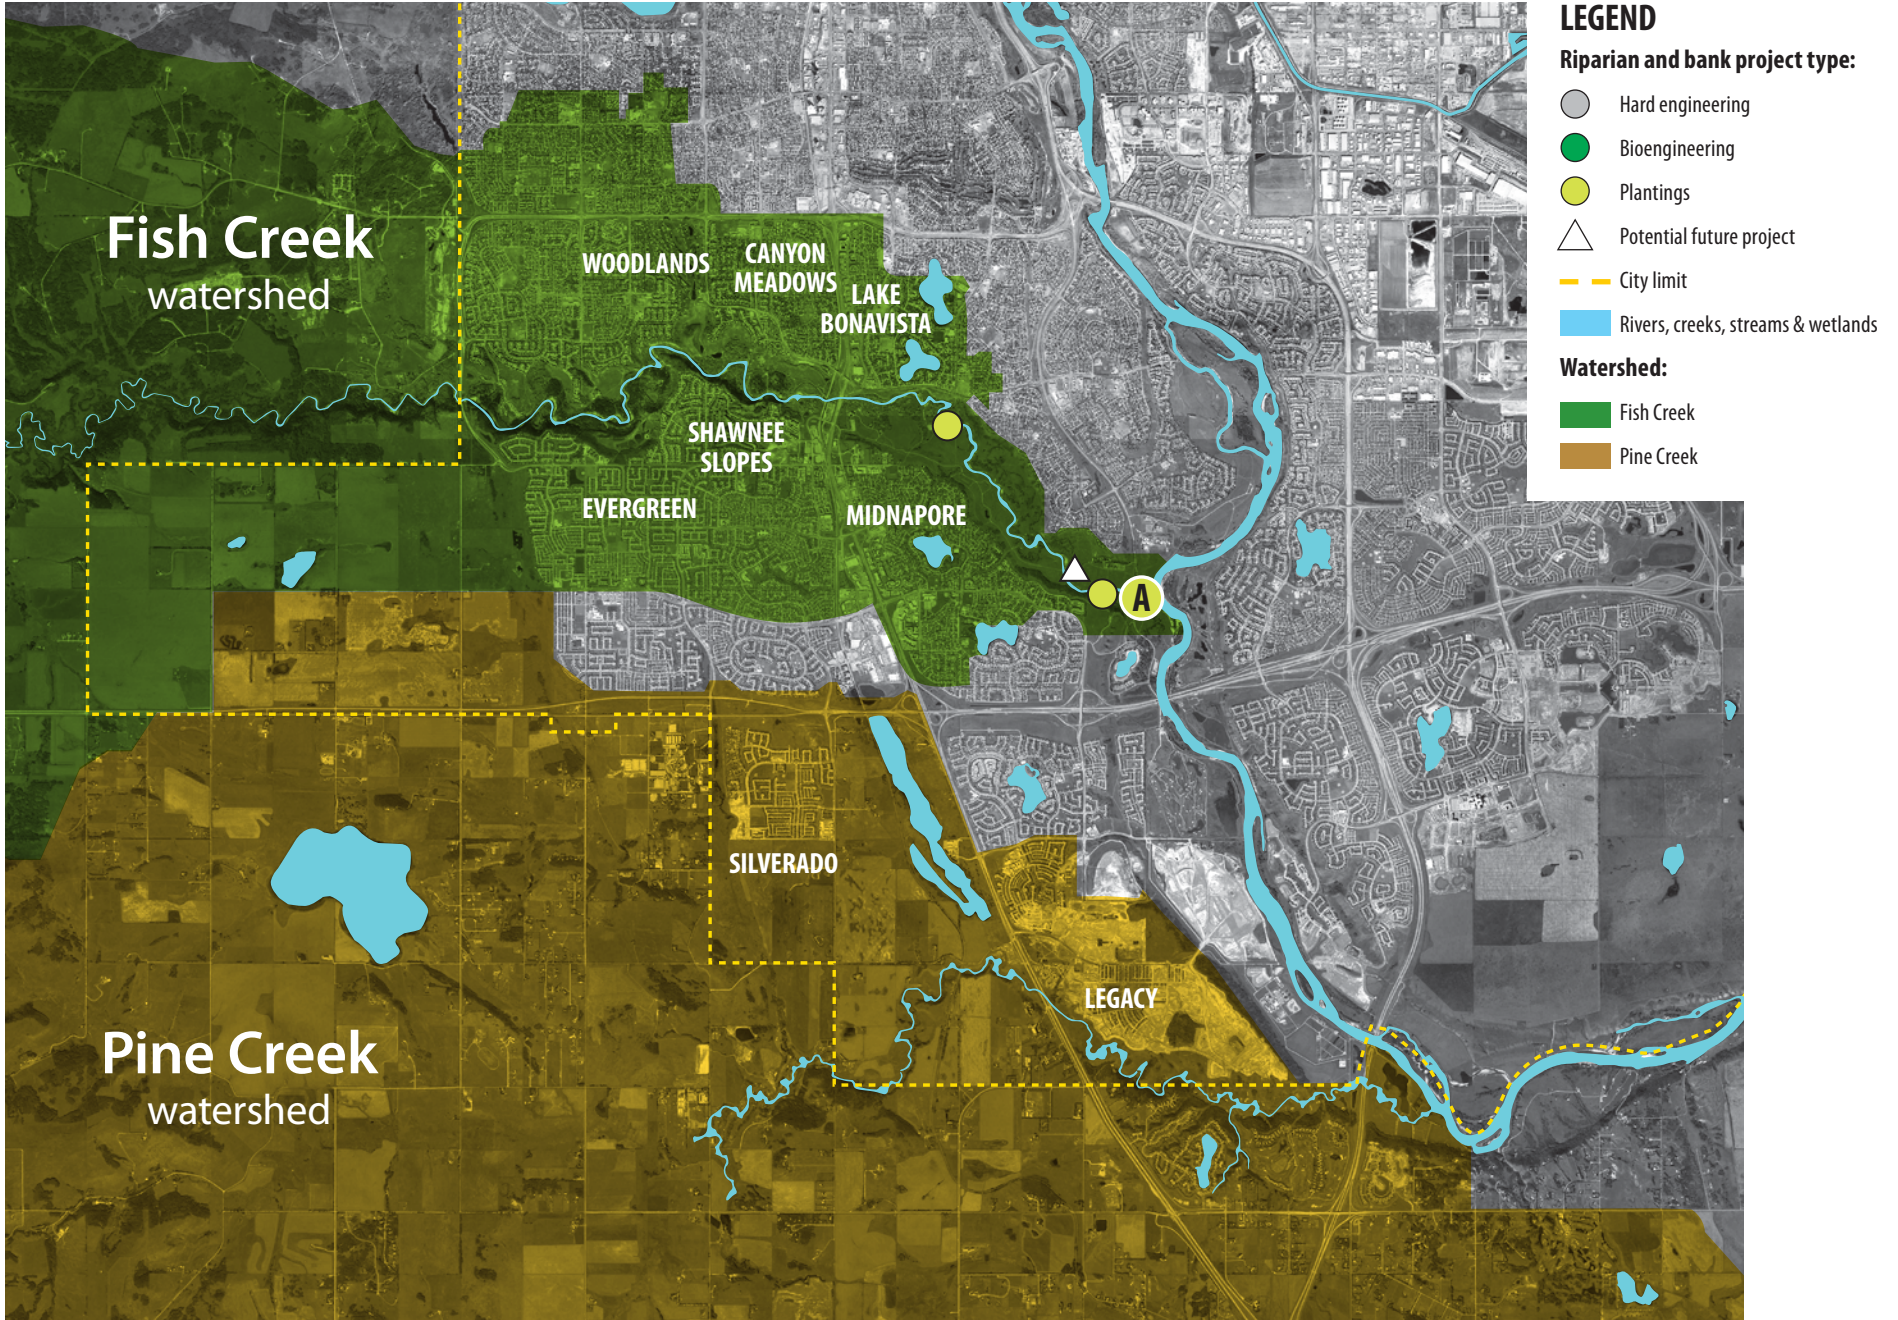 Fish Creek
watershed
WOODLANDS
CANYON
MEADOWS
LAKE
BONAVISTA
SHAWNEE
SLOPES
EVERGREEN
MIDNAPORE
A
SILVERADO
LEGACY
Pine Creek
watershed
LEGEND
Riparian and bank project type:
Hard engineering
Bioengineering
Plantings
Potential future project
City limit
Rivers, creeks, streams & wetlands
Watershed:
Fish Creek
Pine Creek